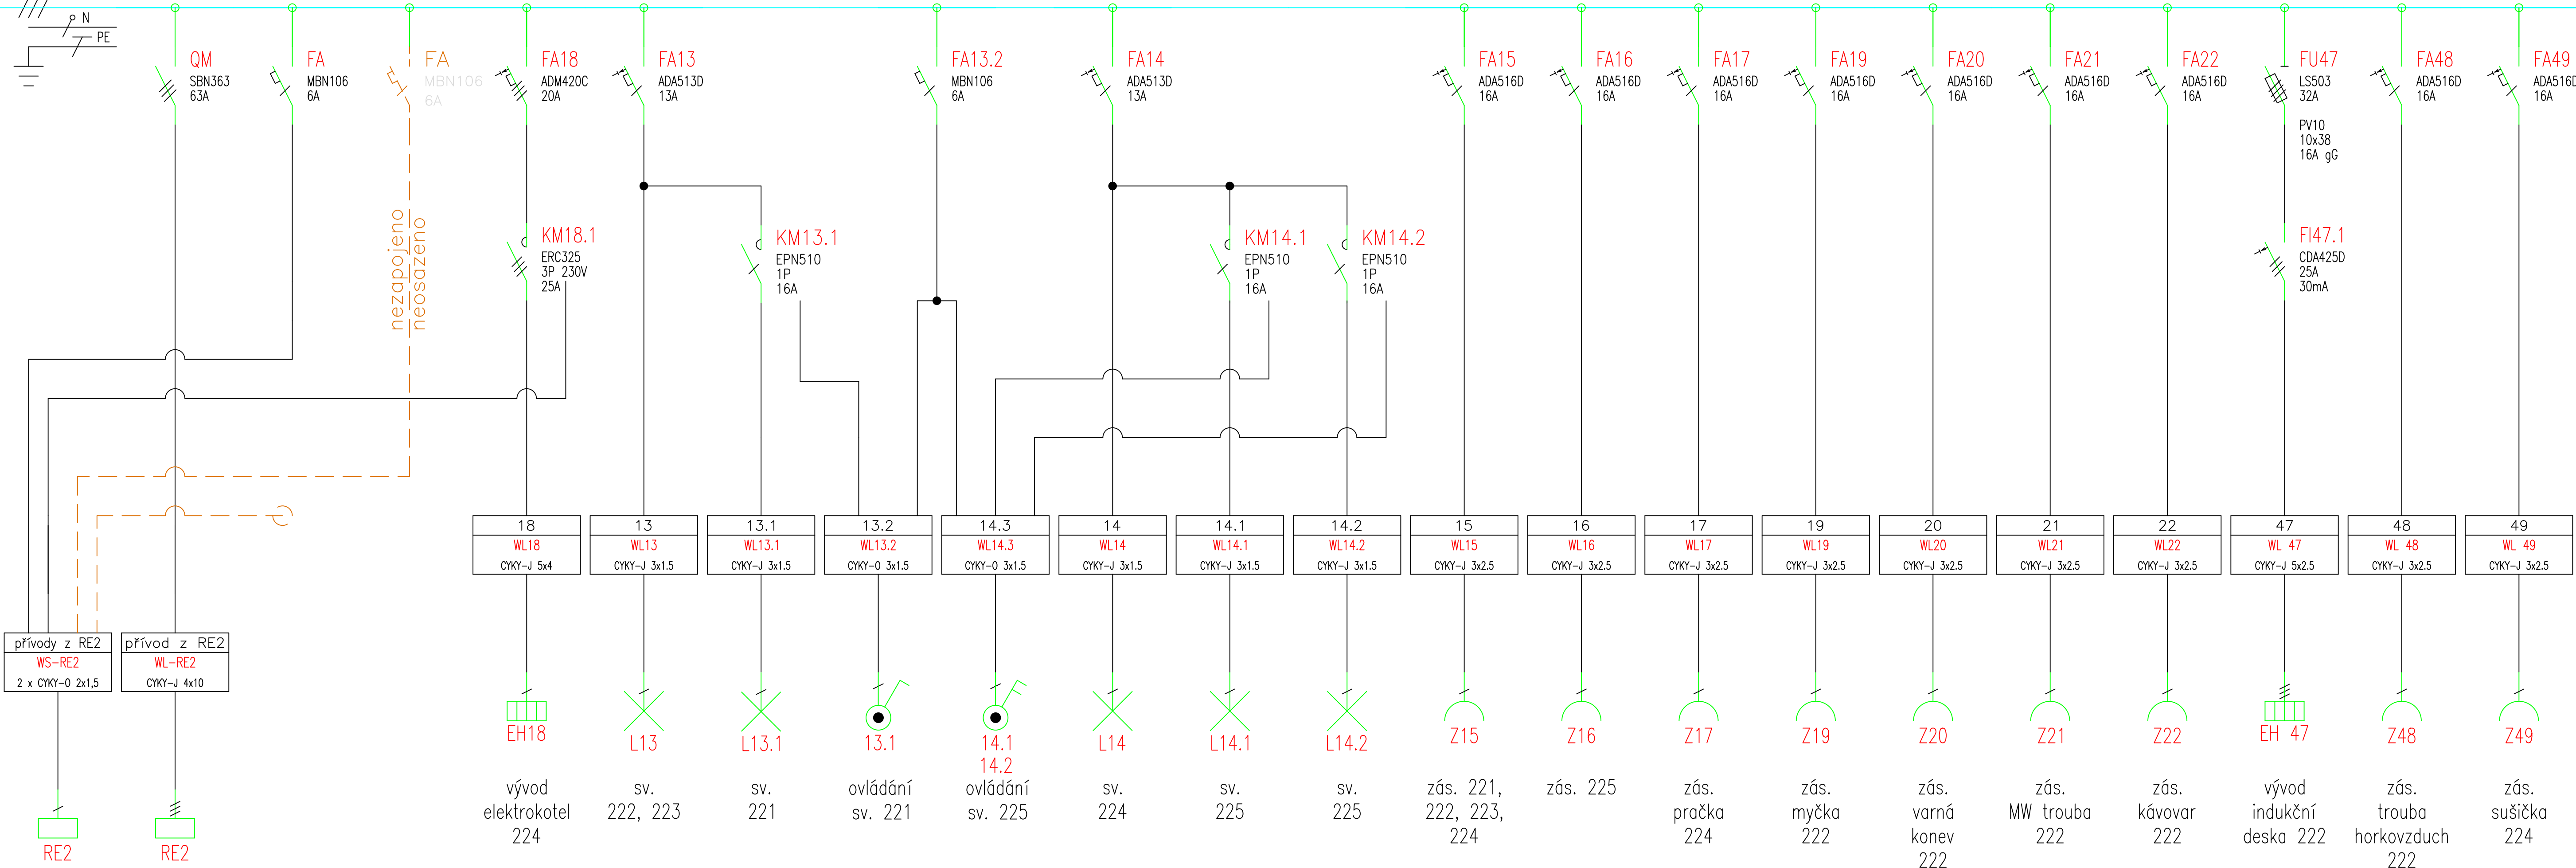 N
PE
QM
SBN363
63A
FA
MBN106
6A
FA
MBN106
6A
FA18
ADM420C
20A
FA13
ADA513D
13A
FA13.2
MBN106
6A
FA14
ADA513D
13A
FA15
ADA516D
16A
FA16
ADA516D
16A
FA17
ADA516D
16A
FA19
ADA516D
16A
FA20
ADA516D
16A
FA21
ADA516D
16A
FA22
ADA516D
16A
FU47
LS503
32A
PV10
10x38
16A gG
FA48
ADA516D
16A
FA49
ADA516D
16A
nezapojeno
neosazeno
KM18.1
ERC325
3P 230V
25A
KM13.1
EPN510
1P
16A
KM14.1
EPN510
1P
16A
KM14.2
EPN510
1P
16A
FI47.1
CDA425D
25A
30mA
18
WL18
CYKY-J 5x4
13
WL13
CYKY-J 3x1.5
13.1
WL13.1
CYKY-J 3x1.5
13.2
WL13.2
CYKY-O 3x1.5
14.3
WL14.3
CYKY-O 3x1.5
14
WL14
CYKY-J 3x1.5
14.1
WL14.1
CYKY-J 3x1.5
14.2
WL14.2
CYKY-J 3x1.5
15
WL15
CYKY-J 3x2.5
16
WL16
CYKY-J 3x2.5
17
WL17
CYKY-J 3x2.5
19
WL19
CYKY-J 3x2.5
20
WL20
CYKY-J 3x2.5
21
WL21
CYKY-J 3x2.5
22
WL22
CYKY-J 3x2.5
47
WL 47
CYKY-J 5x2.5
48
WL 48
CYKY-J 3x2.5
49
WL 49
CYKY-J 3x2.5
přívody z RE2
WS-RE2
2 x CYKY-O 2x1,5
přívod z RE2
WL-RE2
CYKY-J 4x10
RE2
RE2
EH18
vývod
elektrokotel
224
L13
sv.
222, 223
L13.1
sv.
221
13.1
ovládání
sv. 221
14.1
14.2
ovládání
sv. 225
L14
sv.
224
L14.1
sv.
225
L14.2
sv.
225
Z15
zás. 221,
222, 223,
224
Z16
zás. 225
Z17
zás.
pračka
224
Z19
zás.
myčka
222
Z20
zás.
varná
konev
222
Z21
zás.
MW trouba
222
Z22
zás.
kávovar
222
EH 47
vývod
indukční
deska 222
Z48
zás.
trouba
horkovzduch
222
Z49
zás.
sušička
224